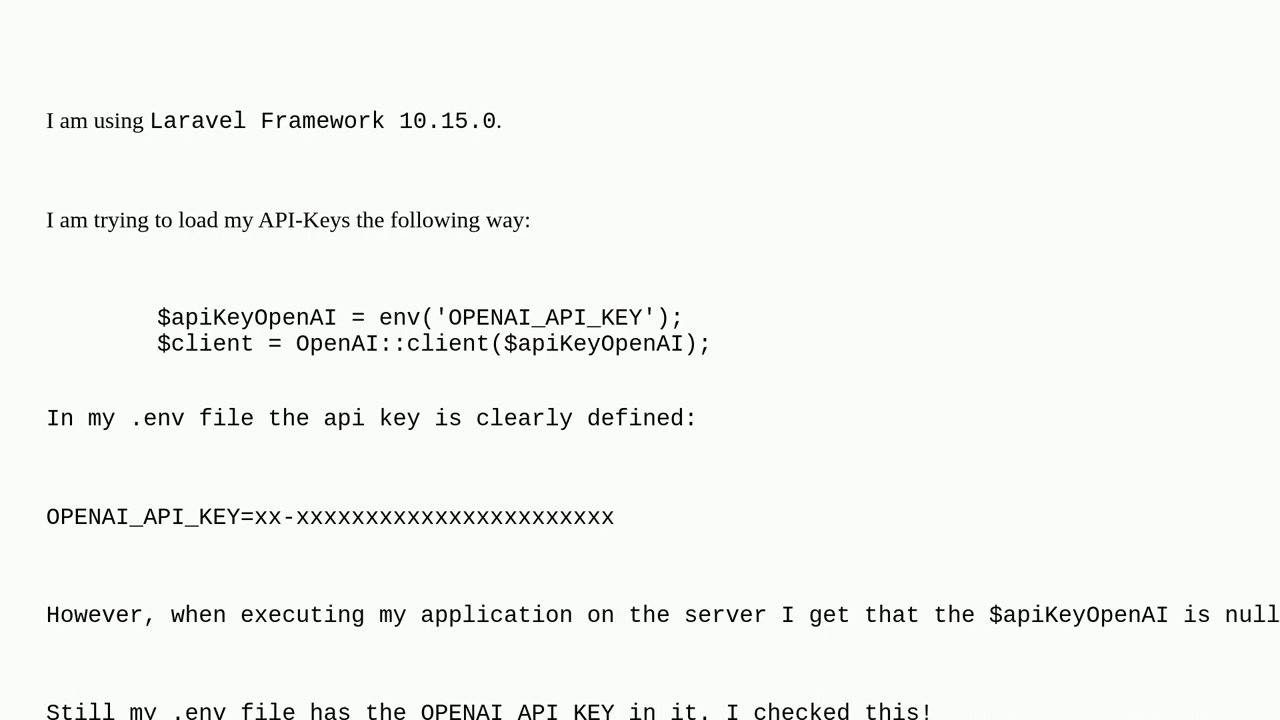 I am using Laravel Framework 10.15.0.
I am trying to load my API-Keys the following way:
$apiKeyOpenAI = env('OPENAI_API_KEY');
$client = OpenAI::client($apiKeyOpenAI);
In my .env file the api key is clearly defined:
OPENAI_API_KEY=xx-xxxxxxxxxxxxxxxxxxxxxxx
However, when executing my application on the server I get that the $apiKeyOpenAI is null
Still my .env file has the OPENAI_API_KEY in it. I checked this!